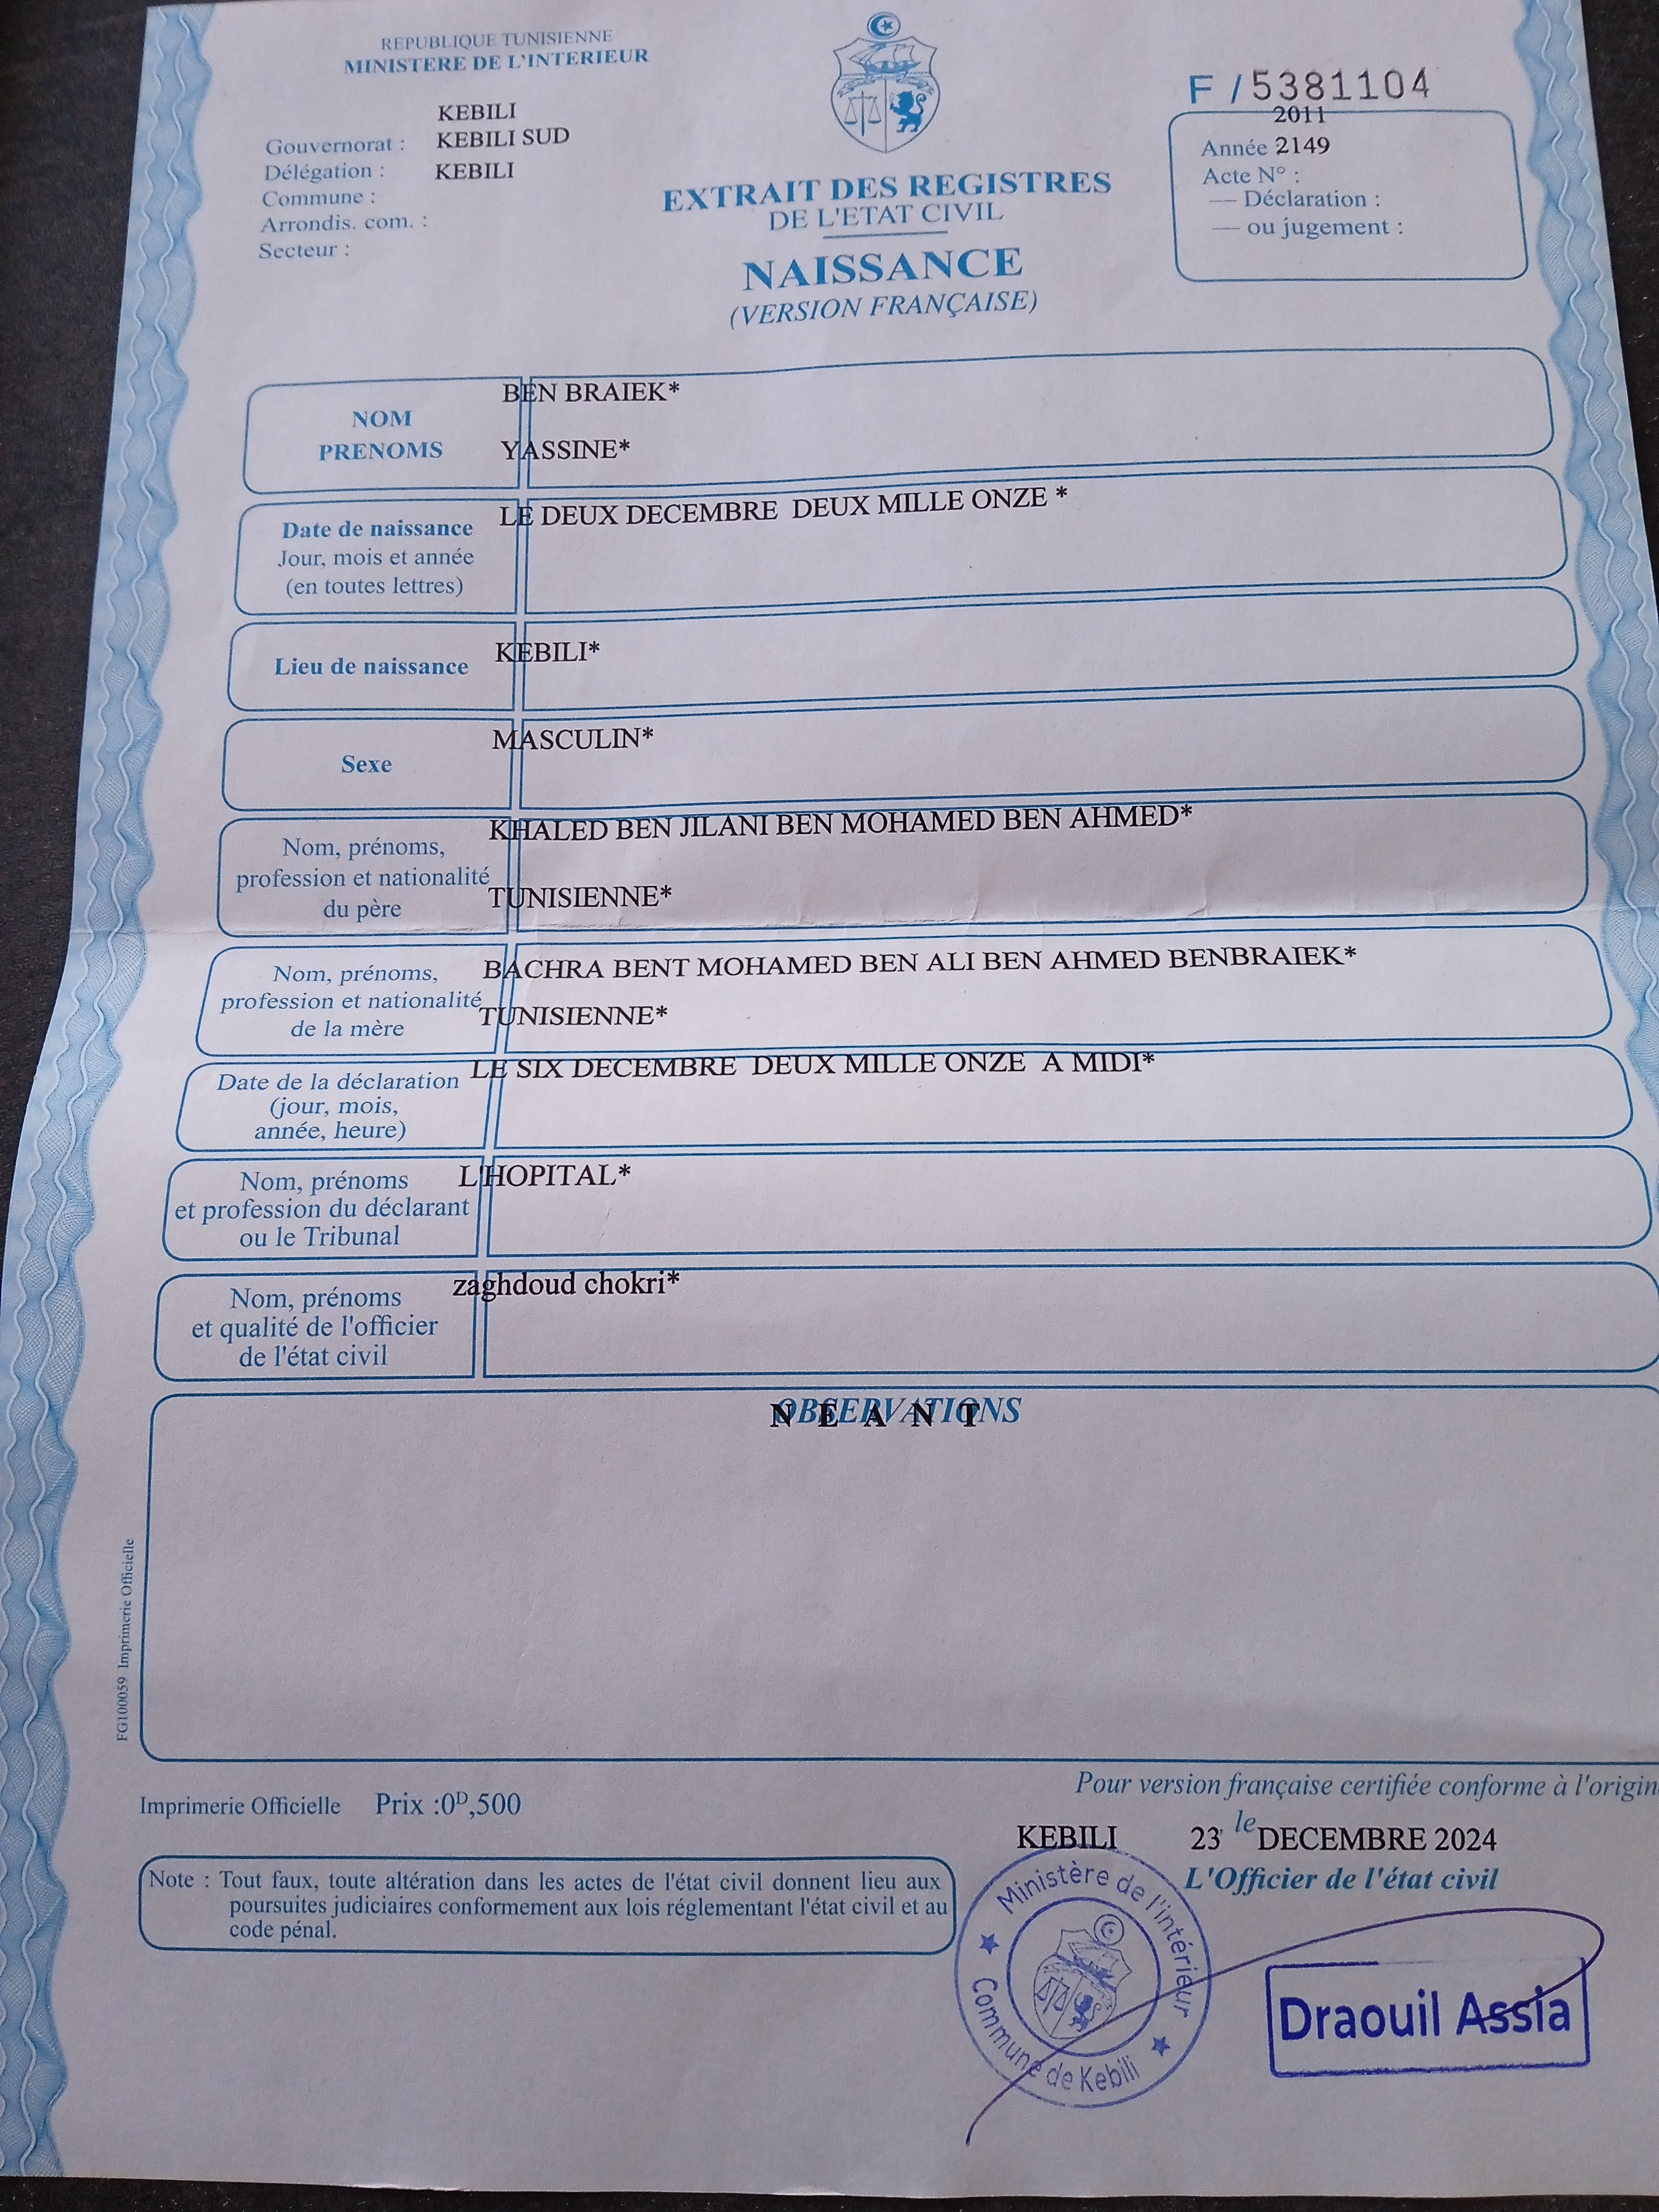 REPUBLIQUE TUNISIENNE
MINISTERE DE L'INTERIEUR
KEBILI
Gouvernorat : KEBILI SUD
Délégation : KEBILI
Commune :
Arrondis. com. :
Secteur :
EXTRAIT DES REGISTRES
DE L'ETAT CIVIL
NAISSANCE
(VERSION FRANÇAISE)
F / 5381104
2011
Année 2149
Acte N° :
— Déclaration :
— ou jugement :
BEN BRAIEK*
NOM
PRENOMS YASSINE*
LE DEUX DECEMBRE DEUX MILLE ONZE *
Date de naissance
Jour, mois et année
(en toutes lettres)
KEBILI*
Lieu de naissance
MASCULIN*
Sexe
KHALED BEN JILANI BEN MOHAMED BEN AHMED*
Nom, prénoms,
profession et nationalité
du père
TUNISIENNE*
BACHRA BENT MOHAMED BEN ALI BEN AHMED BENBRAIEK*
Nom, prénoms,
profession et nationalité
de la mère
TUNISIENNE*
LE SIX DECEMBRE DEUX MILLE ONZE A MIDI*
Date de la déclaration
(jour, mois,
année, heure)
L'HOPITAL*
Nom, prénoms
et profession du déclarant
ou le Tribunal
zaghdoud chokri*
Nom, prénoms
et qualité de l'officier
de l'état civil
OBSERVATIONS
N E A N T
FG100059 Imprimerie Officielle
Imprimerie Officielle Prix :0D,500
Pour version française certifiée conforme à l'origin
KEBILI 23 le DECEMBRE 2024
L'Officier de l'état civil
Note : Tout faux, toute altération dans les actes de l'état civil donnent lieu aux
poursuites judiciaires conformement aux lois réglementant l'état civil et au
code pénal.
Ministère de l'intérieur
Commune de Kebili
Draouil Assia